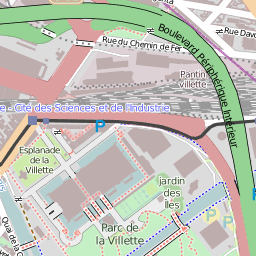 Boulevard Périphérique Intérieur
Rue Davo
Rue du Chemin de Fer
Pantin
villette
e - Cité des Sciences et de l'Industrie
P
Esplanade
de la
Villette
jardin
des
îles
P
P
Quai de la C
Parc de
la Villette